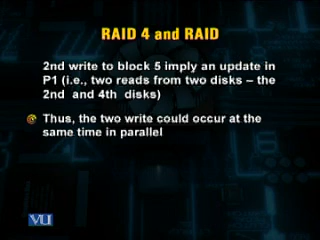 RAID 4 and RAID
2nd write to block 5 imply an update in
P1 (i.e., two reads from two disks – the
2nd and 4th disks)
Thus, the two write could occur at the
same time in parallel
VU